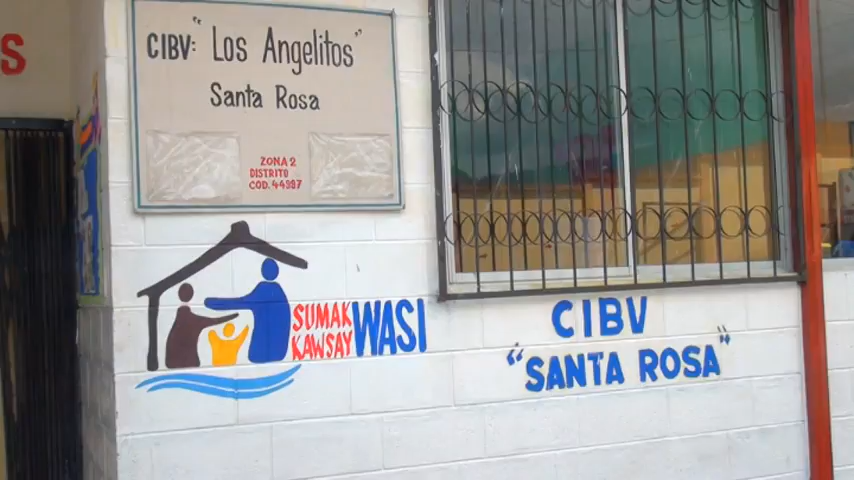 S
CIBV: "Los Angelitos"
Santa Rosa
ZONA 2
DISTRITO
COD. 44397
SUMAK
KAWSAY
WASI
CIBV
"SANTA ROSA"